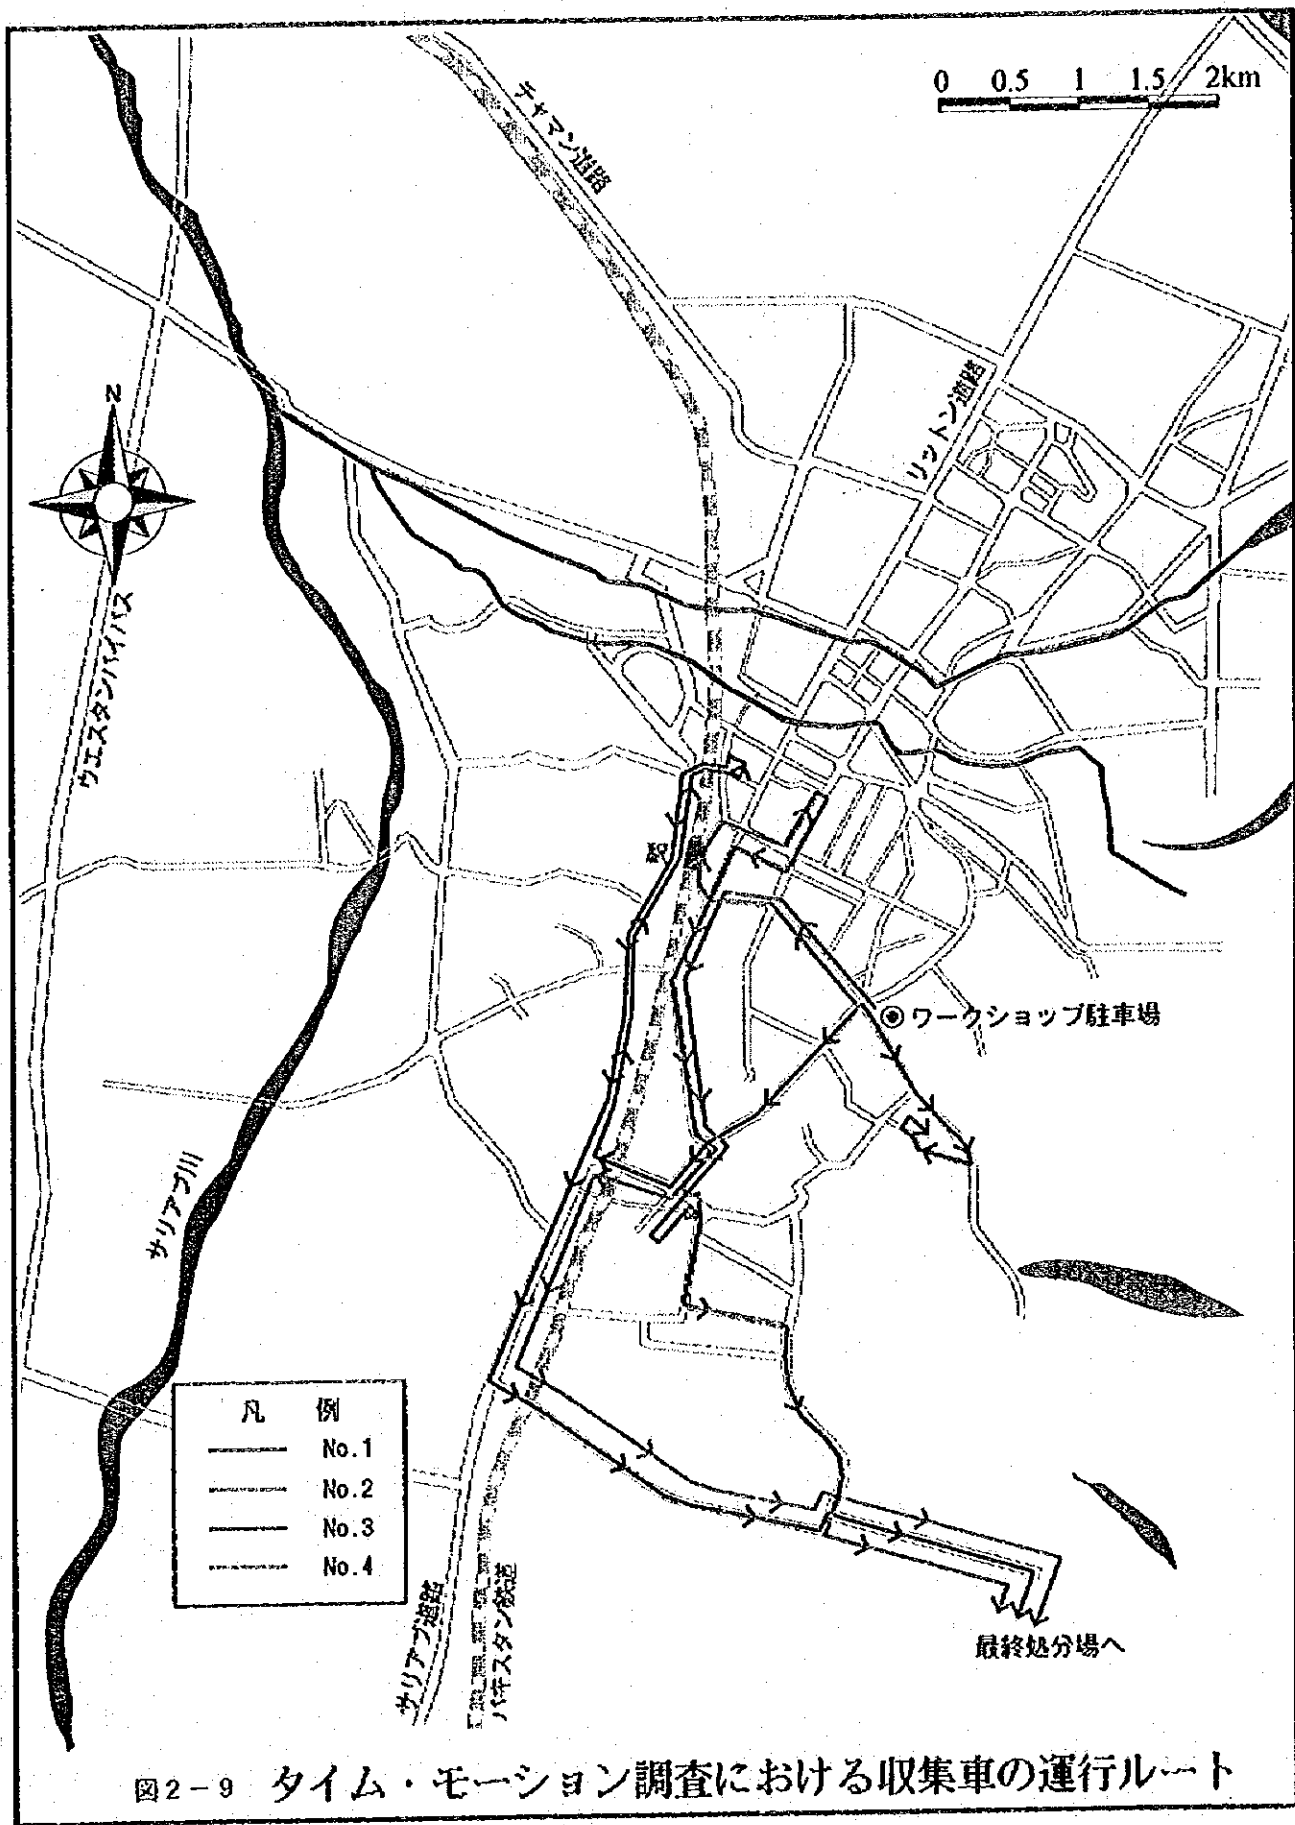 0 0.5 1 1.5 2km
チャマン道路
リットン道路
N
ウエスタンバイパス
駅
ワークショップ駐車場
サリアブ川
凡 例
No.1
No.2
No.3
No.4
サリアブ道路
パキスタン鉄道
最終処分場へ
図2-9 タイム・モーション調査における収集車の運行ルート